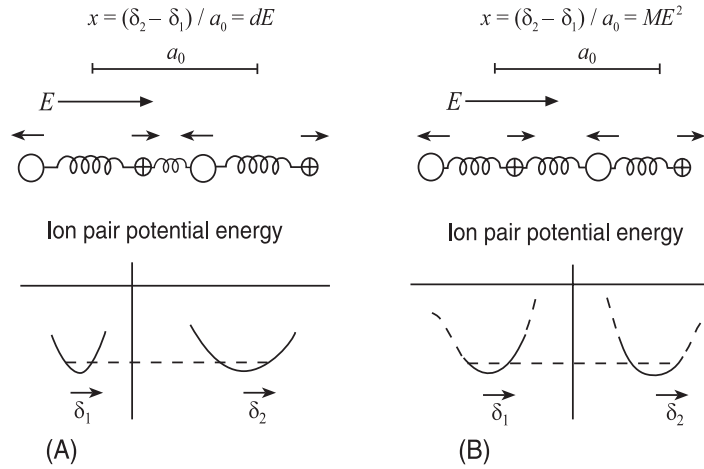 x = (δ₂ – δ₁) / a₀ = dE
a₀
E
Ion pair potential energy
δ₁
δ₂
(A)
x = (δ₂ – δ₁) / a₀ = ME²
a₀
E
Ion pair potential energy
δ₁
δ₂
(B)